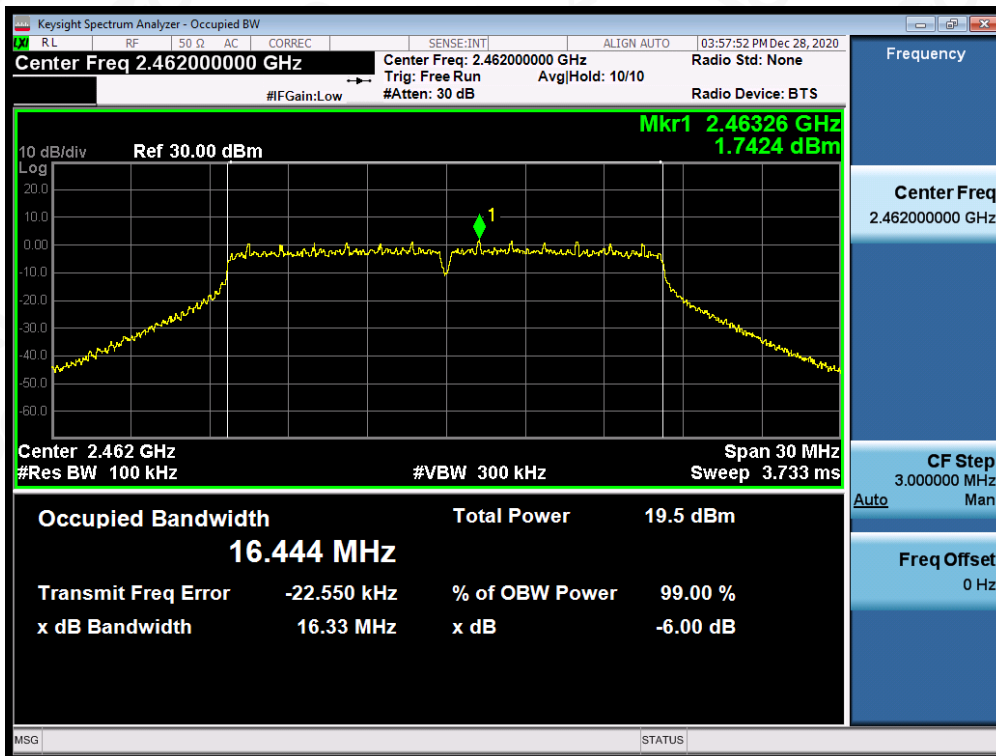 Keysight Spectrum Analyzer - Occupied BW
LXI RL RF 50 Ω AC CORREC SENSE:INT ALIGN AUTO 03:57:52 PM Dec 28, 2020
Center Freq 2.462000000 GHz
Center Freq: 2.462000000 GHz Radio Std: None
Trig: Free Run Avg|Hold: 10/10
#IFGain:Low #Atten: 30 dB Radio Device: BTS
Mkr1 2.46326 GHz
10 dB/div Ref 30.00 dBm 1.7424 dBm
Log
20.0
10.0
1
0.00
-10.0
-20.0
-30.0
-40.0
-50.0
-60.0
Center 2.462 GHz Span 30 MHz
#Res BW 100 kHz #VBW 300 kHz Sweep 3.733 ms
Occupied Bandwidth Total Power 19.5 dBm
16.444 MHz
Transmit Freq Error -22.550 kHz % of OBW Power 99.00 %
x dB Bandwidth 16.33 MHz x dB -6.00 dB
Frequency
Center Freq
2.462000000 GHz
CF Step
3.000000 MHz
Auto Man
Freq Offset
0 Hz
MSG STATUS